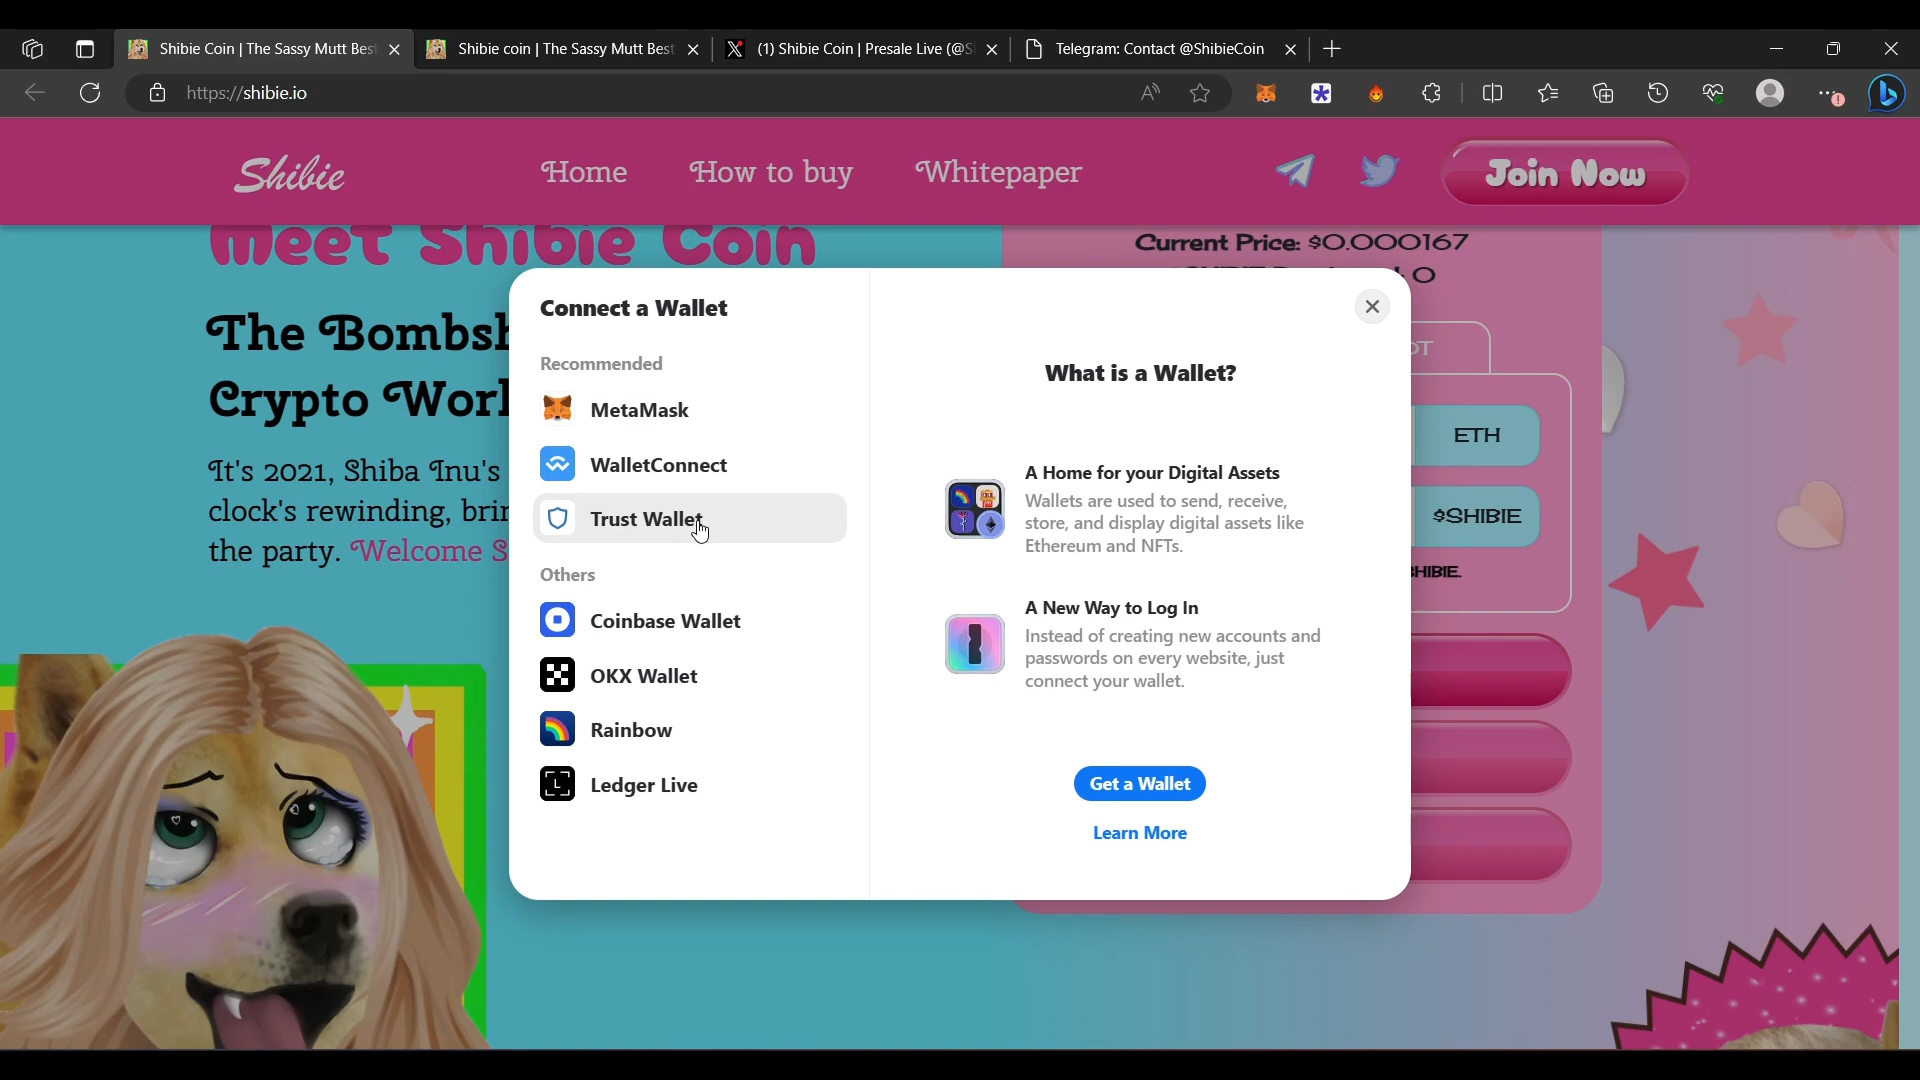 Shibie Coin | The Sassy Mutt Bes
Shibie coin | The Sassy Mutt Best
(1) Shibie Coin | Presale Live (@S
Telegram: Contact @ShibieCoin
https://shibie.io
Shibie
Home
How to buy
Whitepaper
Join Now
Meet Shibie Coin
Current Price: $0.000167
0
The Bombsh
Crypto Worl
It's 2021, Shiba Inu's
clock's rewinding, brin
the party. Welcome S
Connect a Wallet
Recommended
MetaMask
WalletConnect
Trust Wallet
Others
Coinbase Wallet
OKX Wallet
Rainbow
Ledger Live
What is a Wallet?
A Home for your Digital Assets
Wallets are used to send, receive,
store, and display digital assets like
Ethereum and NFTs.
A New Way to Log In
Instead of creating new accounts and
passwords on every website, just
connect your wallet.
Get a Wallet
Learn More
ETH
$SHIBIE
HIBIE.